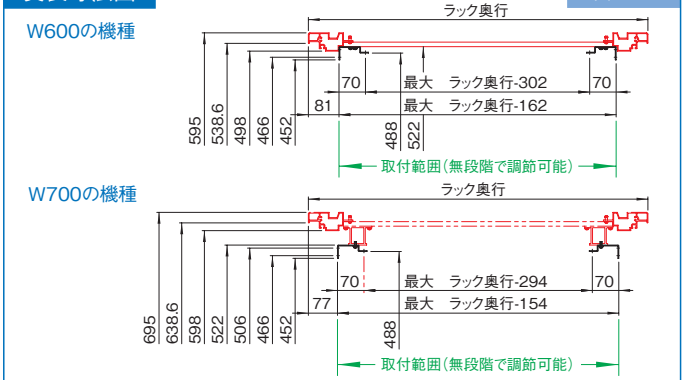 W600の機種
ラック奥行
70
最大 ラック奥行-302
70
81
最大 ラック奥行-162
595
538.6
498
466
452
488
522
取付範囲(無段階で調節可能)
W700の機種
ラック奥行
70
最大 ラック奥行-294
70
77
最大 ラック奥行-154
695
638.6
598
522
506
466
452
488
取付範囲(無段階で調節可能)